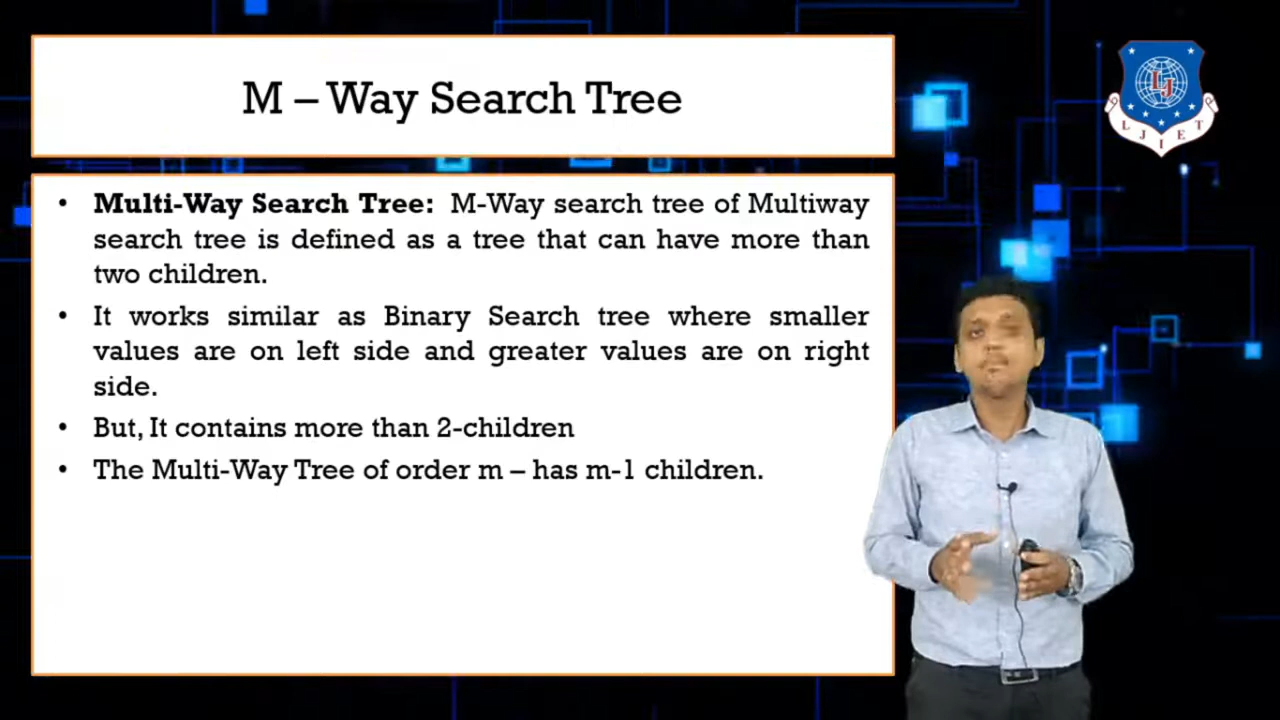 M – Way Search Tree
• Multi-Way Search Tree: M-Way search tree of Multiway
search tree is defined as a tree that can have more than
two children.
• It works similar as Binary Search tree where smaller
values are on left side and greater values are on right
side.
• But, It contains more than 2-children
• The Multi-Way Tree of order m – has m-1 children.
LJ
L J I E T